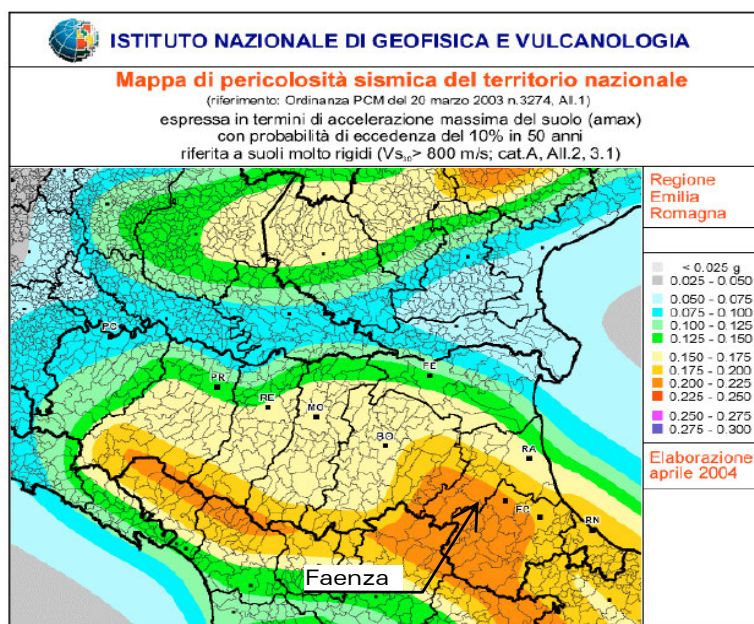 ISTITUTO NAZIONALE DI GEOFISICA E VULCANOLOGIA
Mappa di pericolosità sismica del territorio nazionale
(riferimento: Ordinanza PCM del 20 marzo 2003 n.3274, All.1)
espressa in termini di accelerazione massima del suolo (amax)
con probabilità di eccedenza del 10% in 50 anni
riferita a suoli molto rigidi (Vs₃₀> 800 m/s; cat.A, All.2, 3.1)
Regione
Emilia
Romagna
< 0.025 g
0.025 - 0.050
0.050 - 0.075
0.075 - 0.100
0.100 - 0.125
0.125 - 0.150
0.150 - 0.175
0.175 - 0.200
0.200 - 0.225
0.225 - 0.250
0.250 - 0.275
0.275 - 0.300
Elaborazione
aprile 2004
PC
PR
RE
MO
FE
BO
RA
FC
RN
Faenza